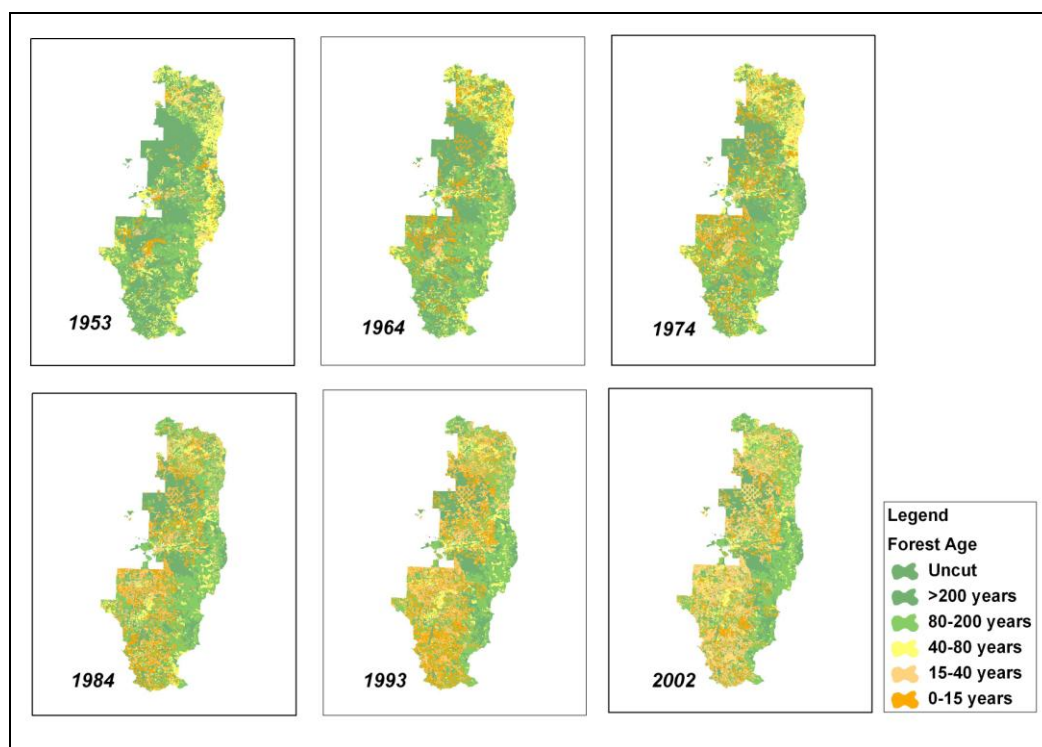 1953
1964
1974
1984
1993
2002
Legend
Forest Age
Uncut
>200 years
80-200 years
40-80 years
15-40 years
0-15 years